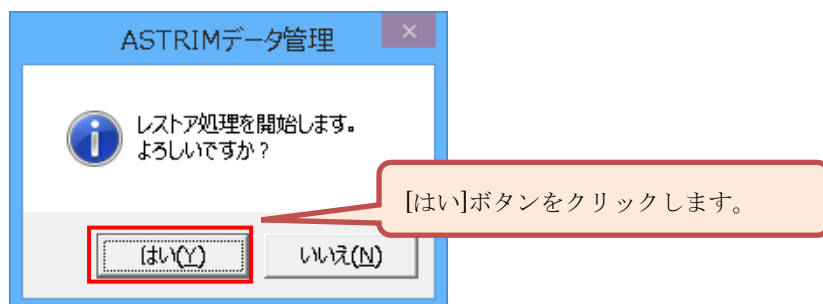 ASTRIMデータ管理
レストア処理を開始します。
よろしいですか？
[はい]ボタンをクリックします。
はい(Y)
いいえ(N)